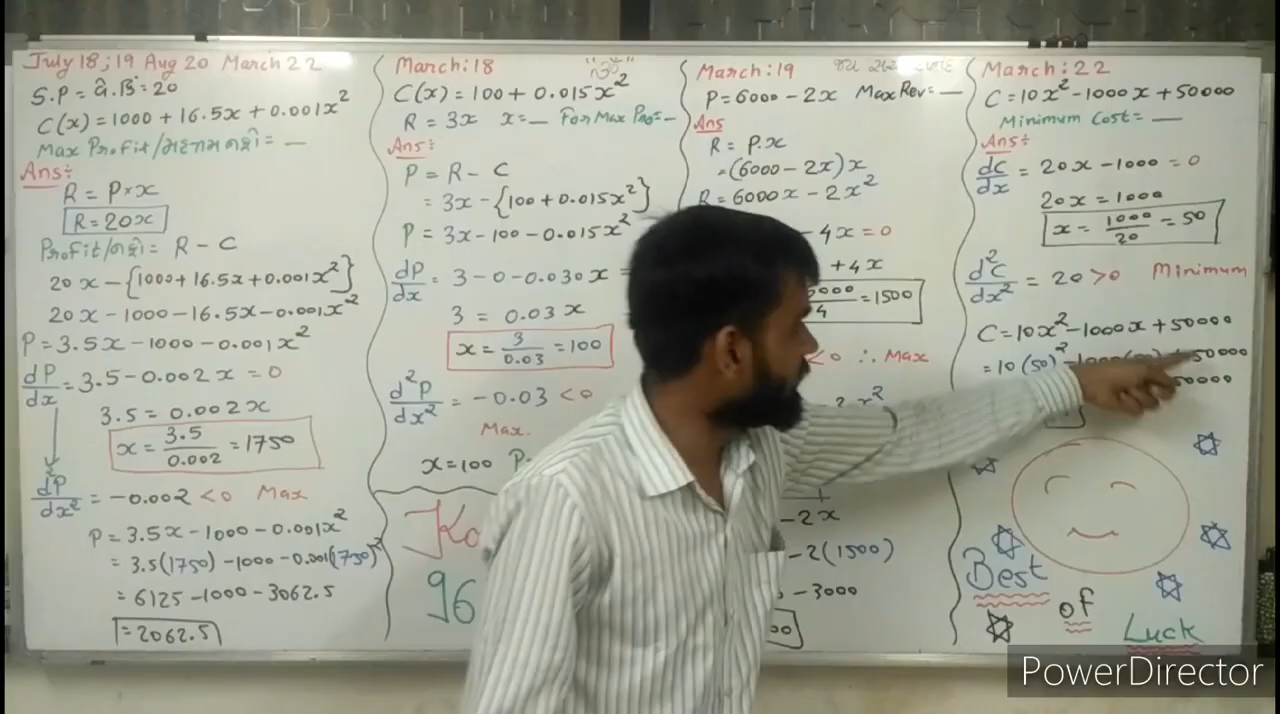 July 18; 19 Aug 20 March 22
S.P = વે.કિં = 20
C(x) = 1000 + 16.5x + 0.001x²
Max Profit/મહત્તમ નફો = —
Ans:
R = P × x
R = 20x
Profit/નફો = R - C
20x - {1000 + 16.5x + 0.001x²}
20x - 1000 - 16.5x - 0.001x²
P = 3.5x - 1000 - 0.001x²
dP/dx = 3.5 - 0.002x = 0
3.5 = 0.002x
x = 3.5/0.002 = 1750
d²P/dx² = -0.002 < 0 Max
P = 3.5x - 1000 - 0.001x²
= 3.5(1750) - 1000 - 0.001(1750)²
= 6125 - 1000 - 3062.5
= 2062.5
March: 18
C(x) = 100 + 0.015x²
R = 3x x = — For Max Pro = -
Ans:
P = R - C
= 3x - {100 + 0.015x²}
P = 3x - 100 - 0.015x²
dP/dx = 3 - 0 - 0.030x =
3 = 0.03x
x = 3/0.03 = 100
d²P/dx² = -0.03 < 0
Max.
x = 100
96
March: 19
P = 6000 - 2x Max Rev = —
Ans
R = P.x
= (6000 - 2x)x
R = 6000x - 2x²
- 4x = 0
+ 4x
= 1500
< 0 ∴ Max
- 2x
- 2(1500)
- 3000
March: 22
C = 10x² - 1000x + 50000
Minimum Cost = —
Ans:
dC/dx = 20x - 1000 = 0
20x = 1000
x = 1000/20 = 50
d²C/dx² = 20 > 0 Minimum
C = 10x² - 1000x + 50000
= 10(50)²
50000
Best
of
Luck
PowerDirector